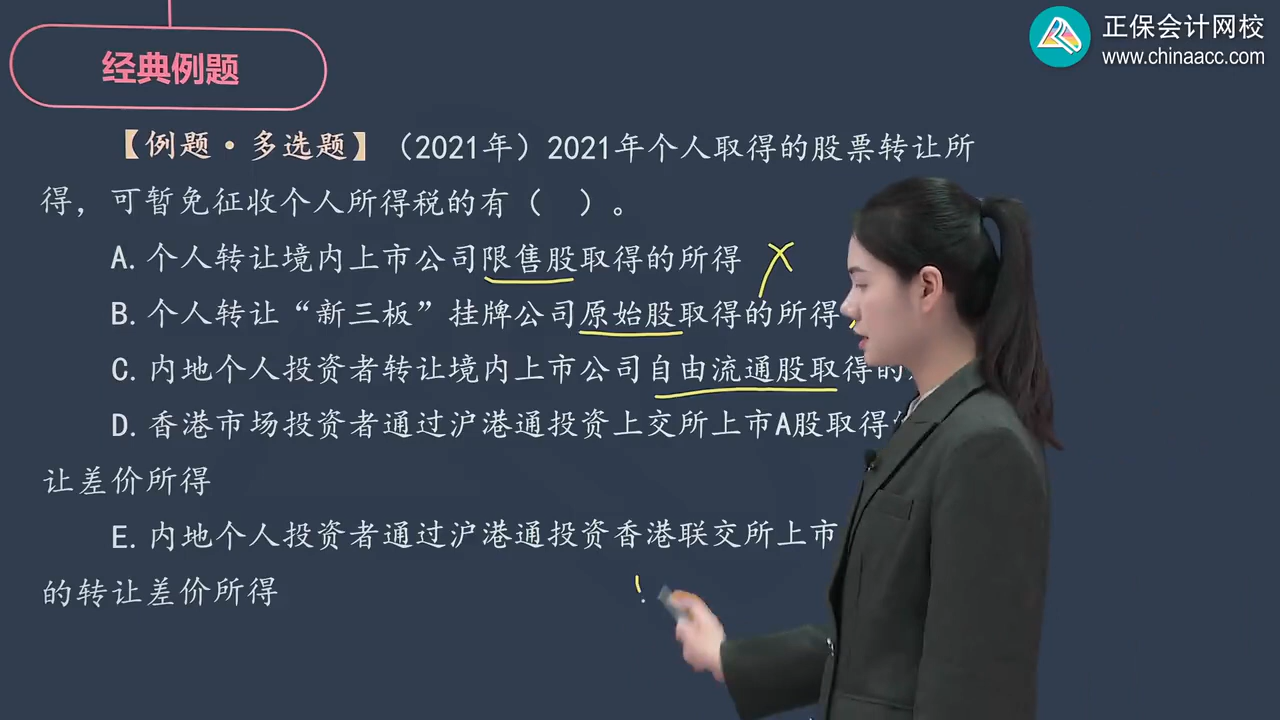 正保会计网校
www.chinaacc.com
经典例题
【例题·多选题】（2021年）2021年个人取得的股票转让所
得，可暂免征收个人所得税的有（ ）。
A.个人转让境内上市公司限售股取得的所得
B.个人转让“新三板”挂牌公司原始股取得的所得
C.内地个人投资者转让境内上市公司自由流通股取得的
D.香港市场投资者通过沪港通投资上交所上市A股取得
让差价所得
E.内地个人投资者通过沪港通投资香港联交所上市
的转让差价所得